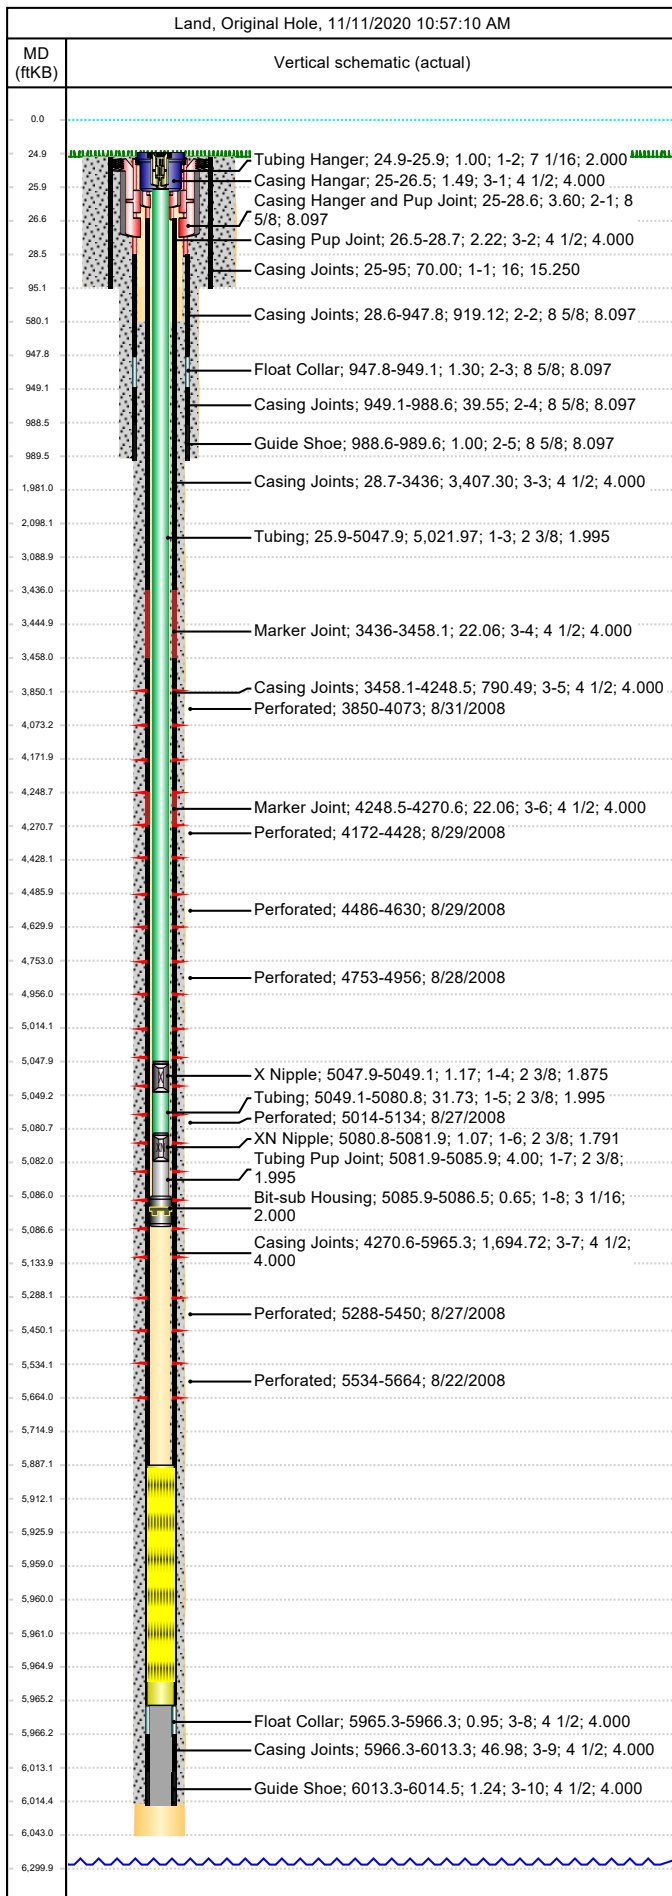 Land, Original Hole, 11/11/2020 10:57:10 AM
MD
(ftKB)
Vertical schematic (actual)
0.0
24.9
25.9
26.6
28.5
95.1
580.1
947.8
949.1
988.5
989.5
1,981.0
2,098.1
3,088.9
3,436.0
3,444.9
3,458.0
3,850.1
4,073.2
4,171.9
4,248.7
4,270.7
4,428.1
4,485.9
4,629.9
4,753.0
4,956.0
5,014.1
5,047.9
5,049.2
5,080.7
5,082.0
5,086.0
5,086.6
5,133.9
5,288.1
5,450.1
5,534.1
5,664.0
5,714.9
5,887.1
5,912.1
5,925.9
5,959.0
5,960.0
5,961.0
5,964.9
5,965.2
5,966.2
6,013.1
6,014.4
6,043.0
6,299.9
Tubing Hanger; 24.9-25.9; 1.00; 1-2; 7 1/16; 2.000
Casing Hangar; 25-26.5; 1.49; 3-1; 4 1/2; 4.000
Casing Hanger and Pup Joint; 25-28.6; 3.60; 2-1; 8
5/8; 8.097
Casing Pup Joint; 26.5-28.7; 2.22; 3-2; 4 1/2; 4.000
Casing Joints; 25-95; 70.00; 1-1; 16; 15.250
Casing Joints; 28.6-947.8; 919.12; 2-2; 8 5/8; 8.097
Float Collar; 947.8-949.1; 1.30; 2-3; 8 5/8; 8.097
Casing Joints; 949.1-988.6; 39.55; 2-4; 8 5/8; 8.097
Guide Shoe; 988.6-989.6; 1.00; 2-5; 8 5/8; 8.097
Casing Joints; 28.7-3436; 3,407.30; 3-3; 4 1/2; 4.000
Tubing; 25.9-5047.9; 5,021.97; 1-3; 2 3/8; 1.995
Marker Joint; 3436-3458.1; 22.06; 3-4; 4 1/2; 4.000
Casing Joints; 3458.1-4248.5; 790.49; 3-5; 4 1/2; 4.000
Perforated; 3850-4073; 8/31/2008
Marker Joint; 4248.5-4270.6; 22.06; 3-6; 4 1/2; 4.000
Perforated; 4172-4428; 8/29/2008
Perforated; 4486-4630; 8/29/2008
Perforated; 4753-4956; 8/28/2008
X Nipple; 5047.9-5049.1; 1.17; 1-4; 2 3/8; 1.875
Tubing; 5049.1-5080.8; 31.73; 1-5; 2 3/8; 1.995
Perforated; 5014-5134; 8/27/2008
XN Nipple; 5080.8-5081.9; 1.07; 1-6; 2 3/8; 1.791
Tubing Pup Joint; 5081.9-5085.9; 4.00; 1-7; 2 3/8;
1.995
Bit-sub Housing; 5085.9-5086.5; 0.65; 1-8; 3 1/16;
2.000
Casing Joints; 4270.6-5965.3; 1,694.72; 3-7; 4 1/2;
4.000
Perforated; 5288-5450; 8/27/2008
Perforated; 5534-5664; 8/22/2008
Float Collar; 5965.3-5966.3; 0.95; 3-8; 4 1/2; 4.000
Casing Joints; 5966.3-6013.3; 46.98; 3-9; 4 1/2; 4.000
Guide Shoe; 6013.3-6014.5; 1.24; 3-10; 4 1/2; 4.000